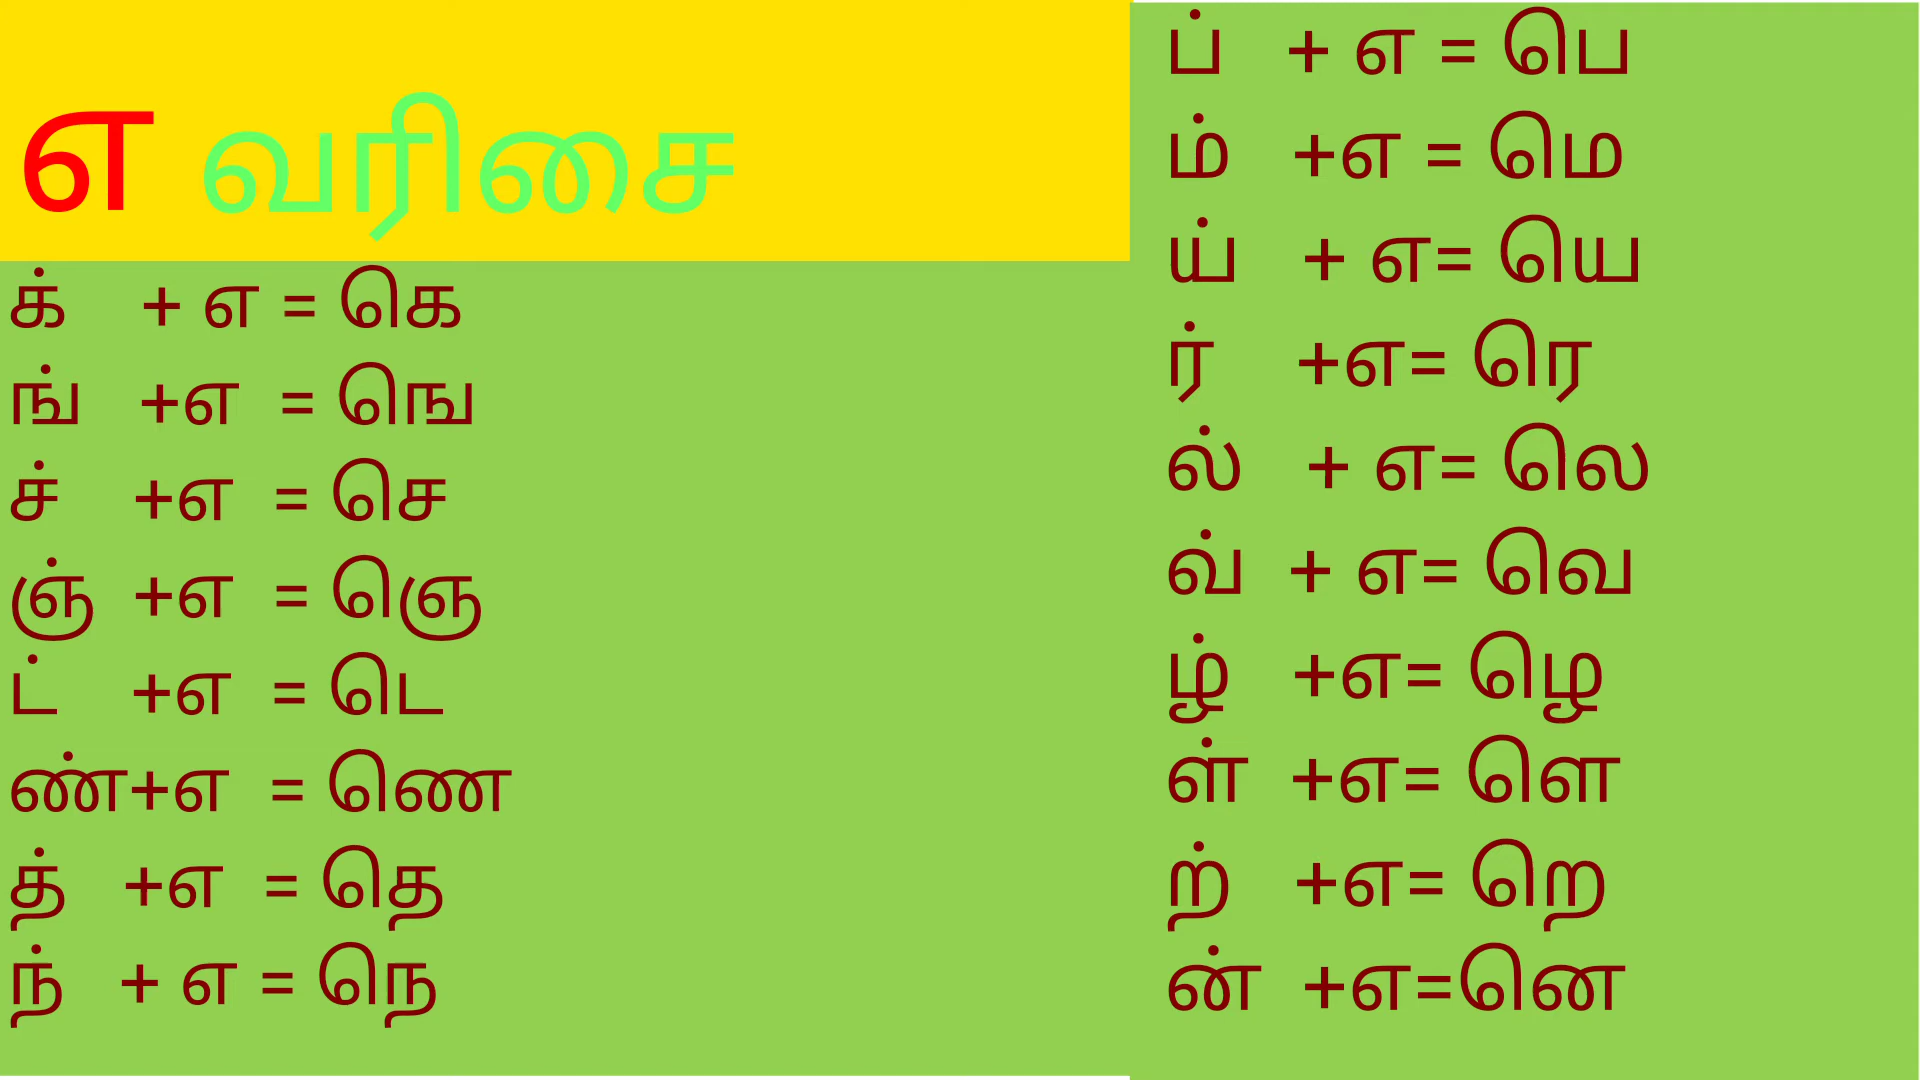 எ வரிசை
க் + எ = கெ
ங் +எ = ஙெ
ச் +எ = செ
ஞ் +எ = ஞெ
ட் +எ = டெ
ண்+எ = ணெ
த் +எ = தெ
ந் + எ = நெ
ப் + எ = பெ
ம் +எ = மெ
ய் + எ= யெ
ர் +எ= ரெ
ல் + எ= லெ
வ் + எ= வெ
ழ் +எ= ழெ
ள் +எ= ளெ
ற் +எ= றெ
ன் +எ=னெ